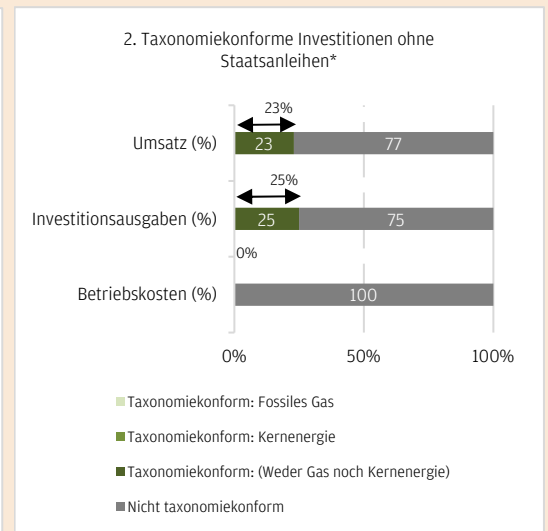 2. Taxonomiekonforme Investitionen ohne
Staatsanleihen*
23%
Umsatz (%)
23
77
25%
Investitionsausgaben (%)
25
75
0%
Betriebskosten (%)
100
0%
50%
100%
Taxonomiekonform: Fossiles Gas
Taxonomiekonform: Kernenergie
Taxonomiekonform: (Weder Gas noch Kernenergie)
Nicht taxonomiekonform